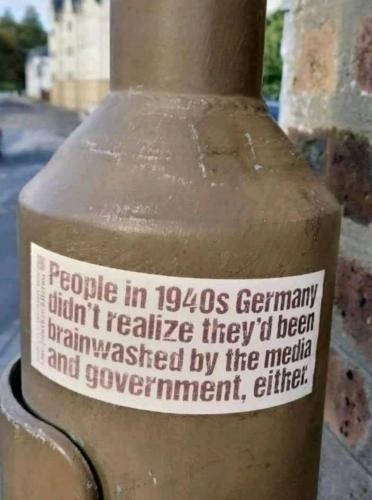 People in 1940s Germany
didn't realize they'd been
brainwashed by the media
and government, either.